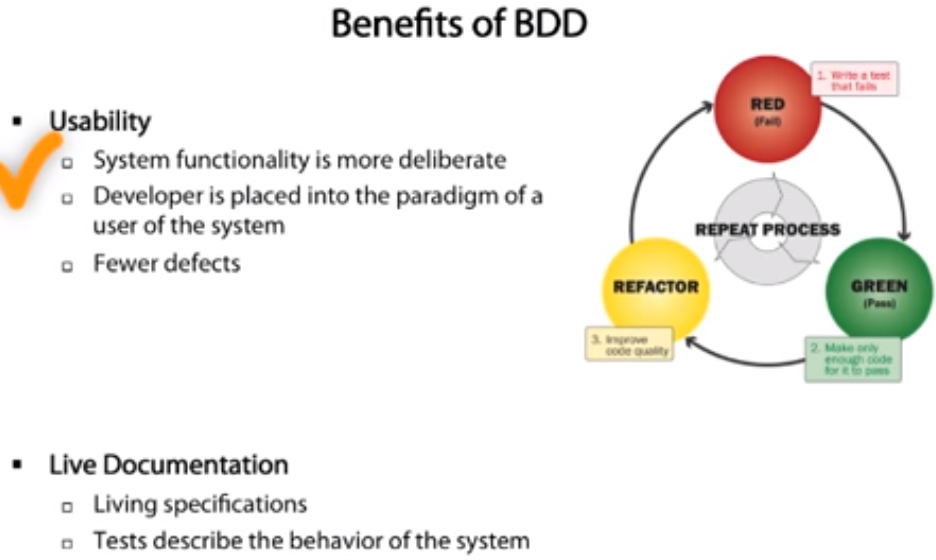 Benefits of BDD
▪ Usability
▫ System functionality is more deliberate
▫ Developer is placed into the paradigm of a
user of the system
▫ Fewer defects
1. Write a test
that fails
RED
(Fail)
REPEAT PROCESS
REFACTOR
GREEN
(Pass)
3. Improve
code quality
2. Make only
enough code
for it to pass
▪ Live Documentation
▫ Living specifications
▫ Tests describe the behavior of the system